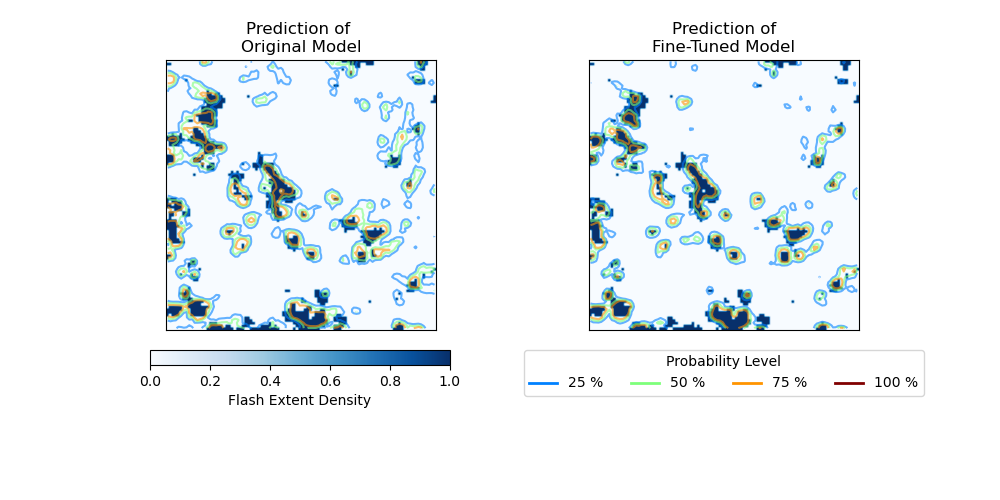 Prediction of
Original Model
Prediction of
Fine-Tuned Model
0.0 0.2 0.4 0.6 0.8 1.0
Flash Extent Density
Probability Level
25 % 50 % 75 % 100 %